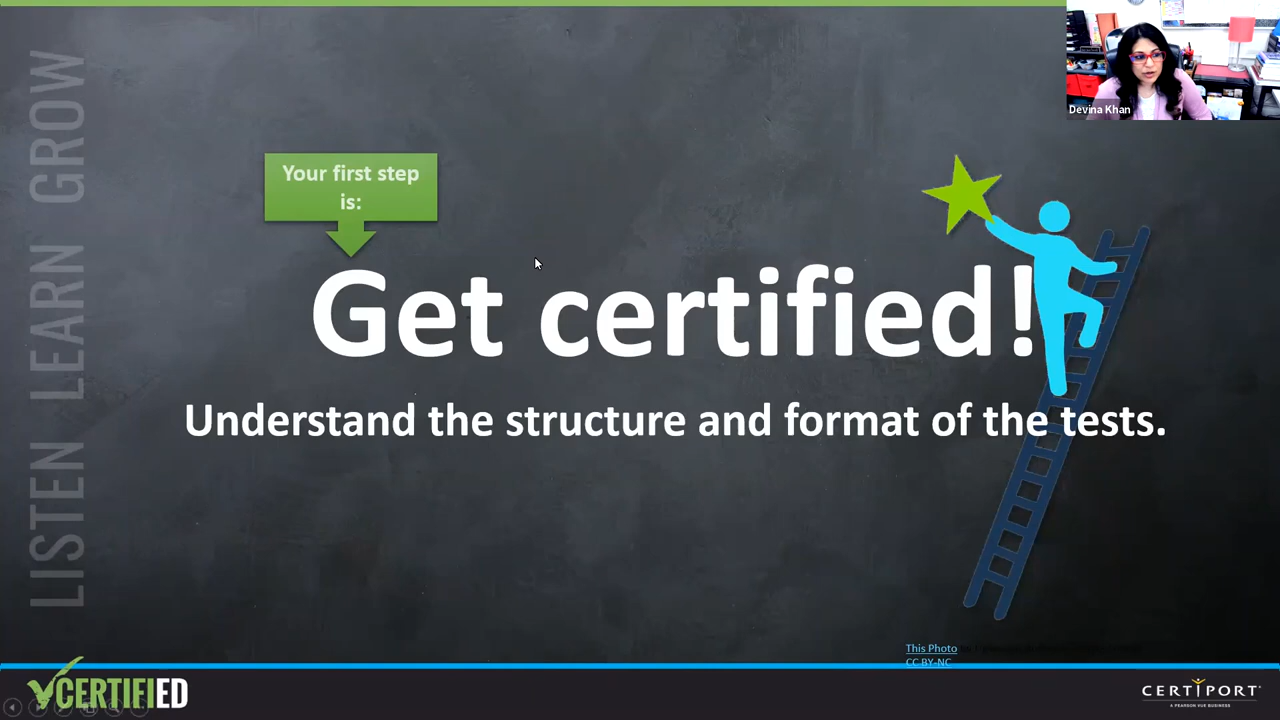 Devina Khan
LISTEN LEARN GROW
Your first step
is:
Get certified!
Understand the structure and format of the tests.
This Photo
CC BY-NC
CERTIFIED
CERTIPORT
A PEARSON VUE BUSINESS